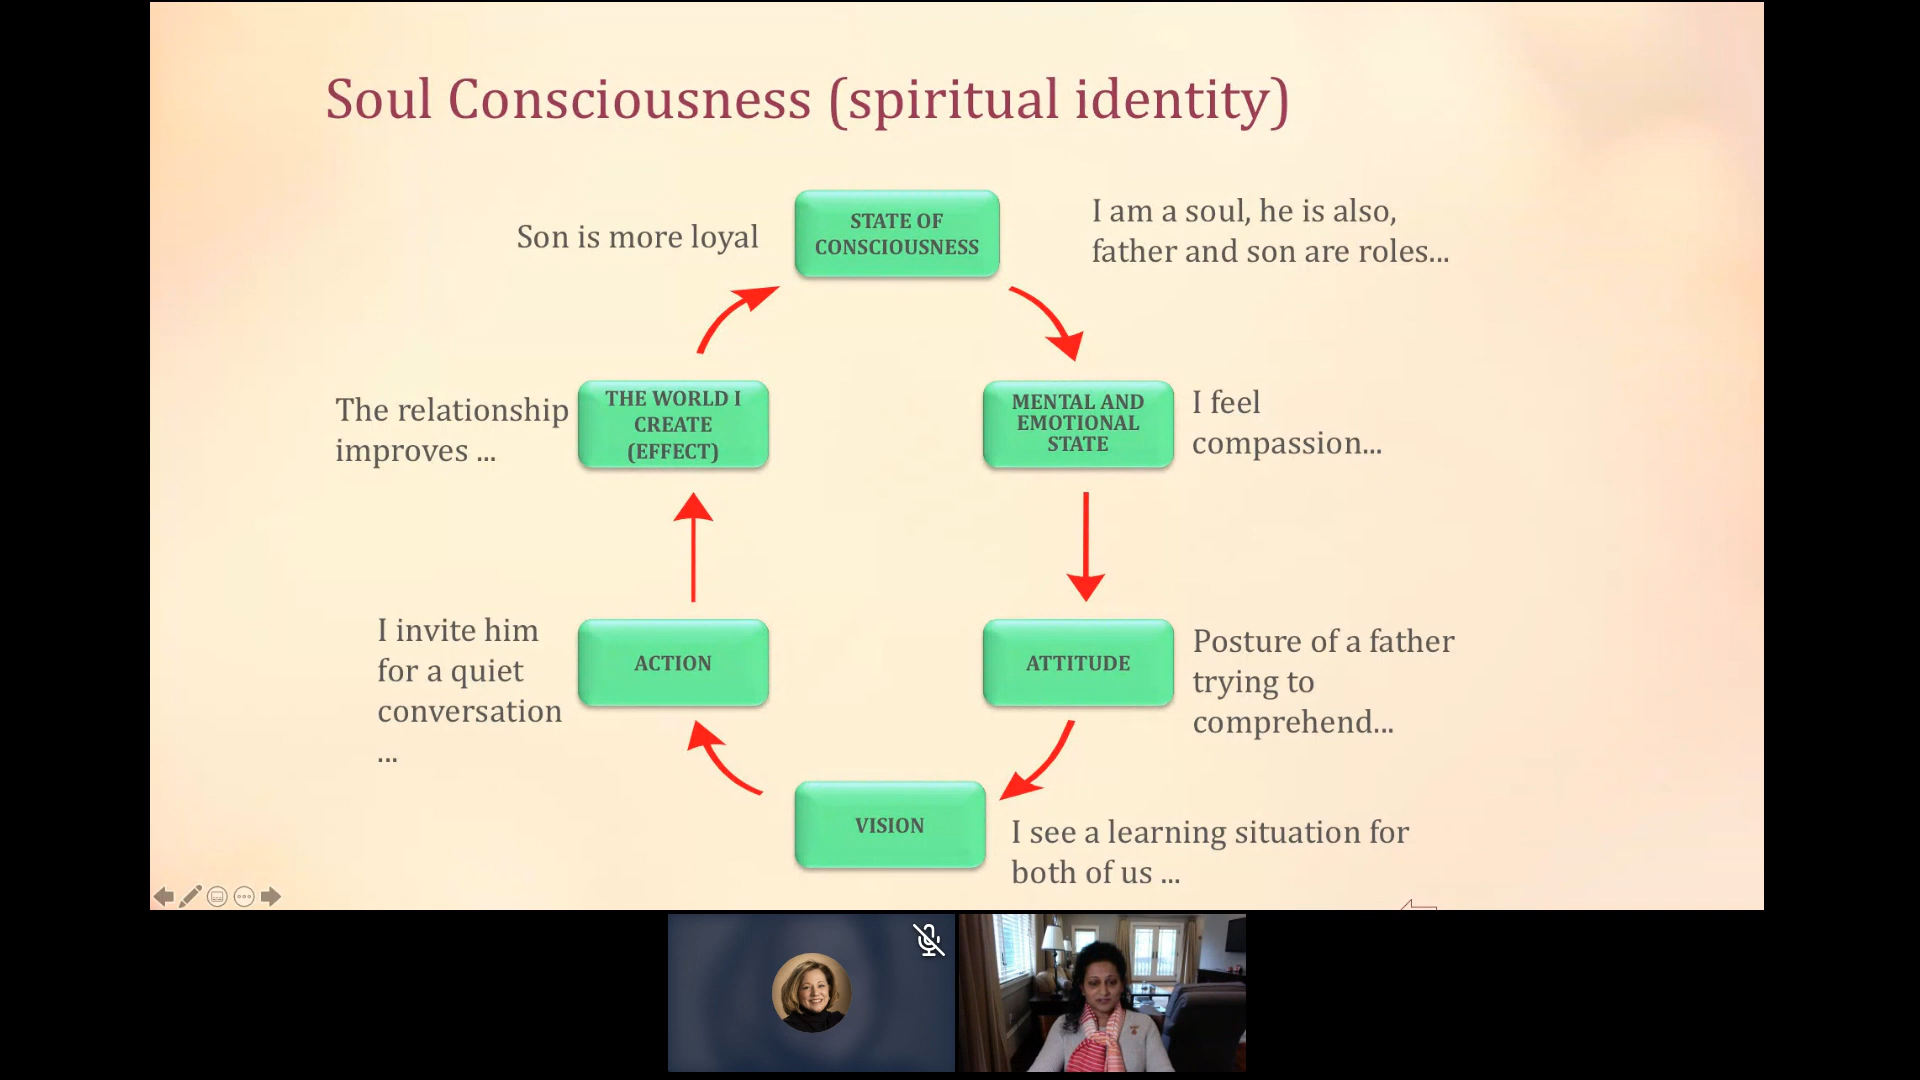 Soul Consciousness (spiritual identity)
Son is more loyal
STATE OF
CONSCIOUSNESS
I am a soul, he is also,
father and son are roles...
The relationship
improves ...
THE WORLD I
CREATE
(EFFECT)
MENTAL AND
EMOTIONAL
STATE
I feel
compassion...
I invite him
for a quiet
conversation
...
ACTION
ATTITUDE
Posture of a father
trying to
comprehend...
VISION
I see a learning situation for
both of us ...